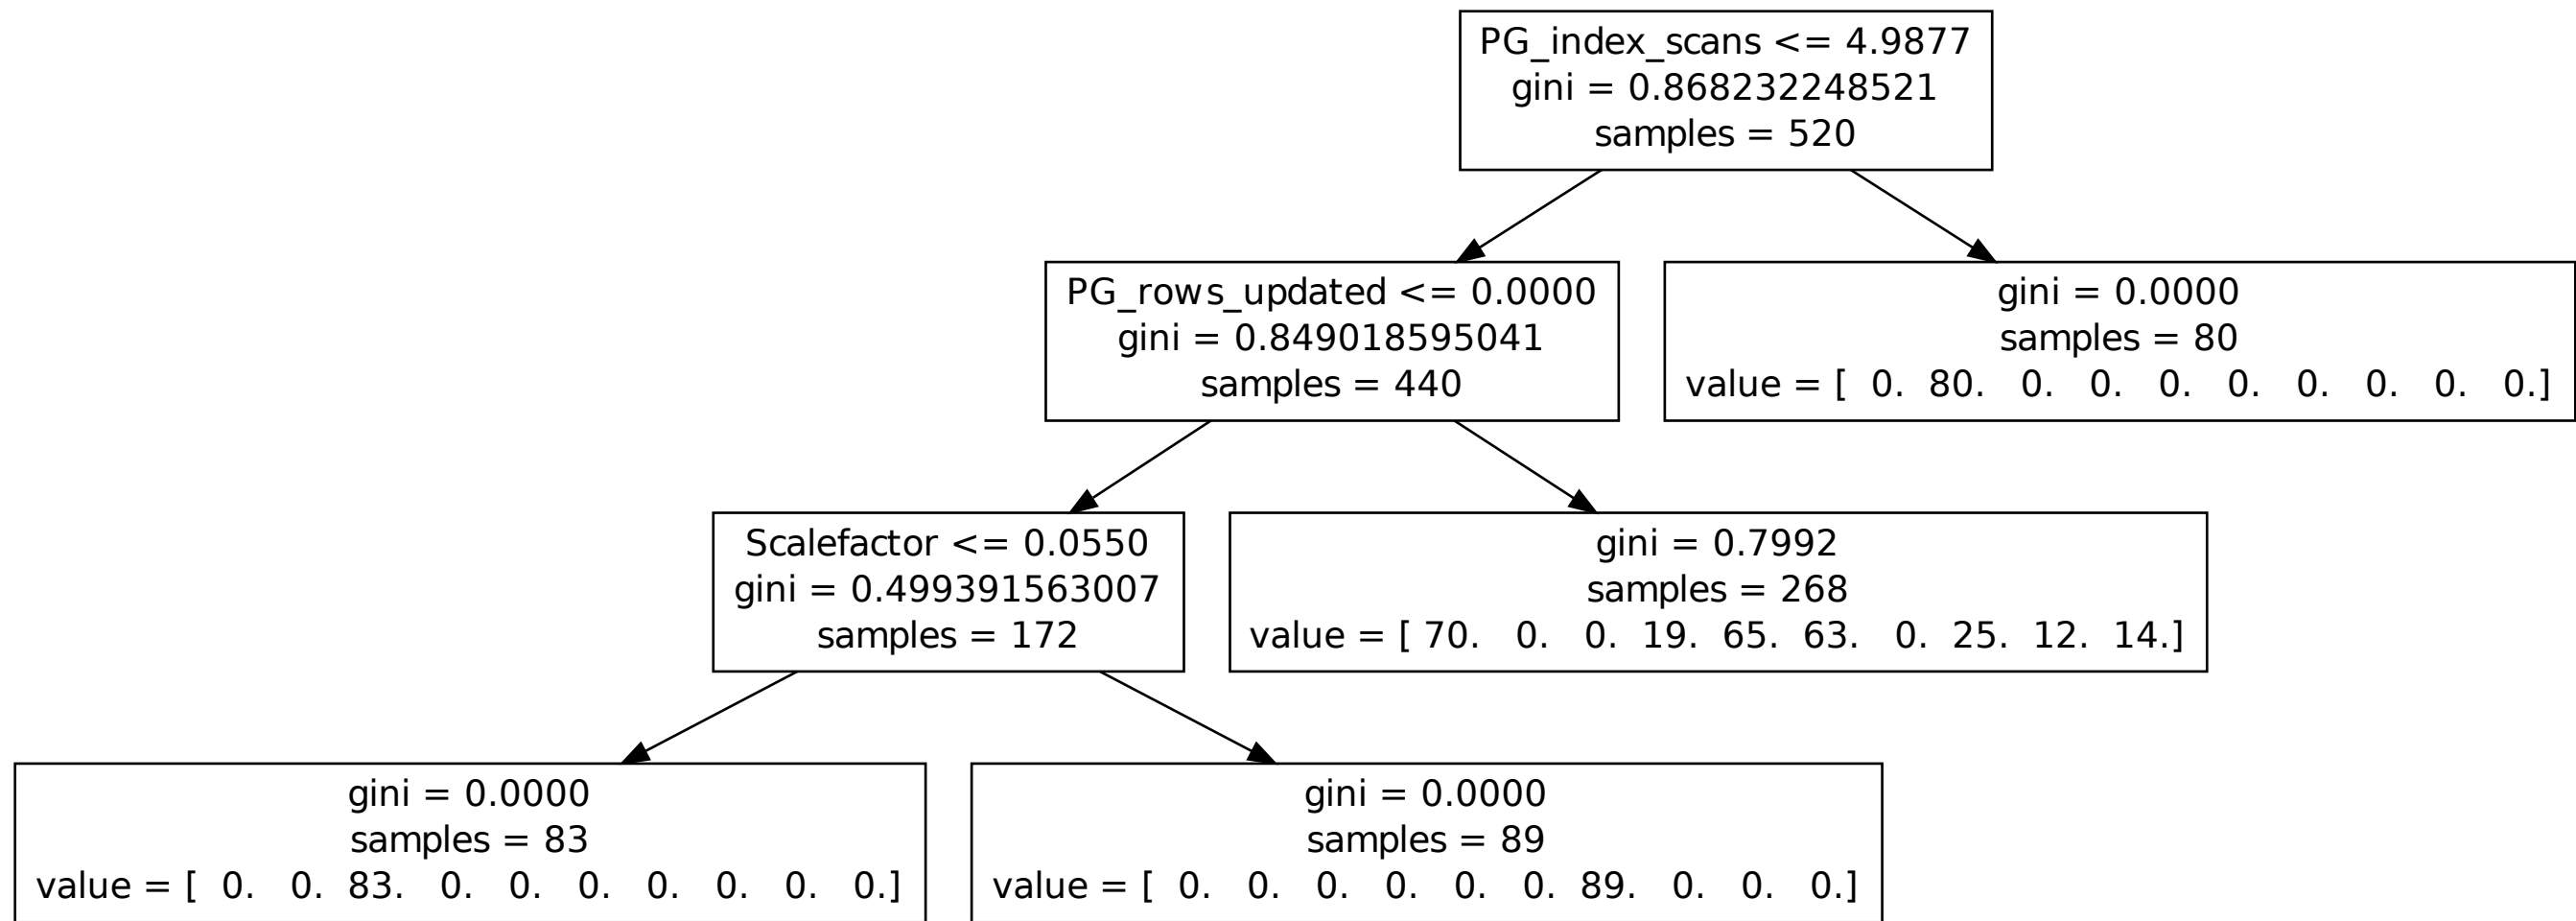 PG_index_scans <= 4.9877
gini = 0.868232248521
samples = 520
PG_rows_updated <= 0.0000
gini = 0.849018595041
samples = 440
gini = 0.0000
samples = 80
value = [ 0. 80. 0. 0. 0. 0. 0. 0. 0. 0.]
Scalefactor <= 0.0550
gini = 0.499391563007
samples = 172
gini = 0.7992
samples = 268
value = [ 70. 0. 0. 19. 65. 63. 0. 25. 12. 14.]
gini = 0.0000
samples = 83
value = [ 0. 0. 83. 0. 0. 0. 0. 0. 0. 0.]
gini = 0.0000
samples = 89
value = [ 0. 0. 0. 0. 0. 0. 89. 0. 0. 0.]